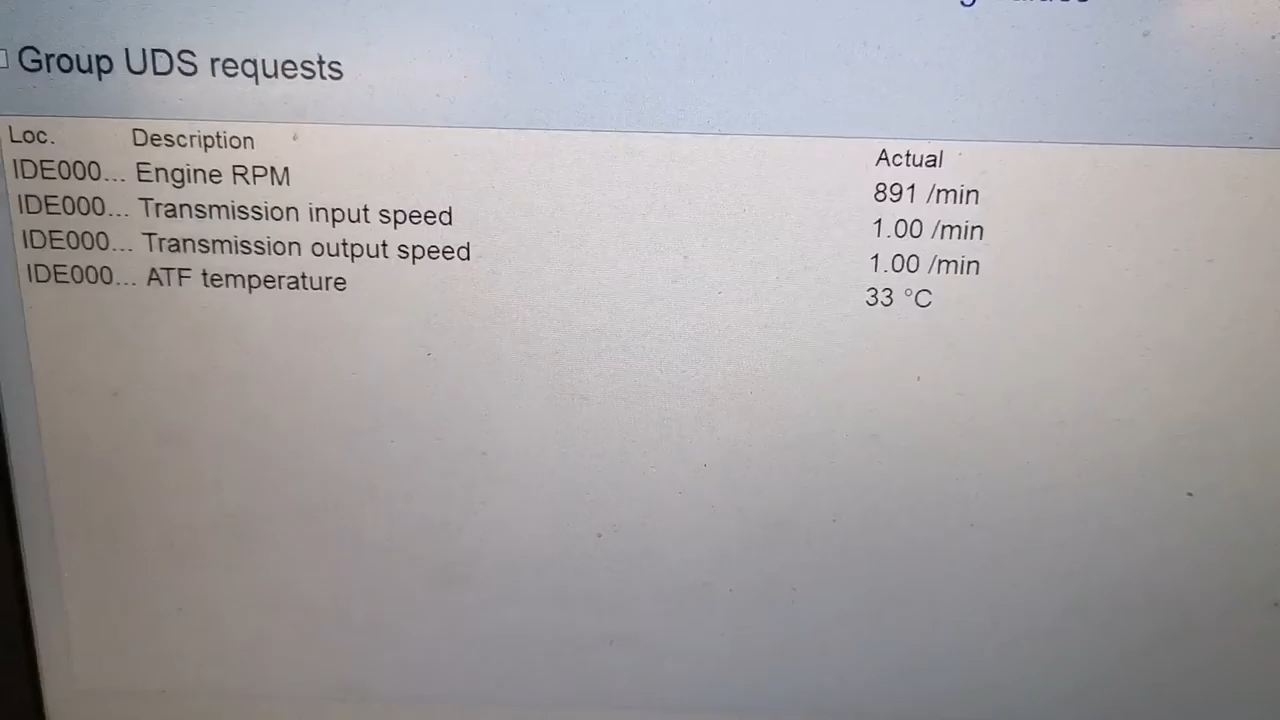 Group UDS requests
Loc. Description Actual
IDE000... Engine RPM 891 /min
IDE000... Transmission input speed 1.00 /min
IDE000... Transmission output speed 1.00 /min
IDE000... ATF temperature 33 °C